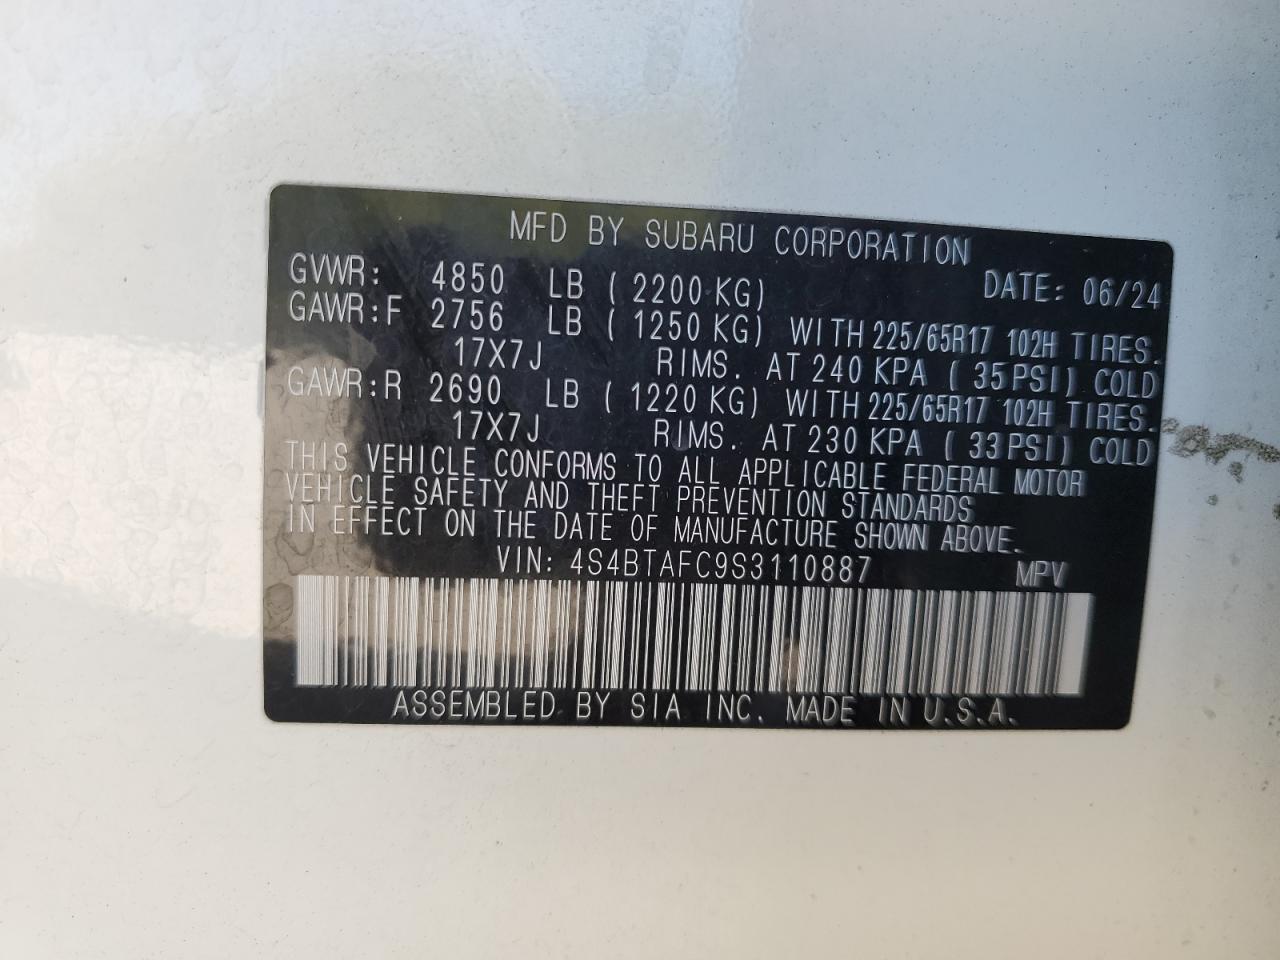 MFD BY SUBARU CORPORATION
GVWR: 4850 LB ( 2200 KG) DATE: 06/24
GAWR:F 2756 LB ( 1250 KG) WITH 225/65R17 102H TIRES.
17X7J RIMS. AT 240 KPA ( 35 PSI) COLD
GAWR:R 2690 LB ( 1220 KG) WITH 225/65R17 102H TIRES.
17X7J RIMS. AT 230 KPA ( 33 PSI) COLD
THIS VEHICLE CONFORMS TO ALL APPLICABLE FEDERAL MOTOR
VEHICLE SAFETY AND THEFT PREVENTION STANDARDS
IN EFFECT ON THE DATE OF MANUFACTURE SHOWN ABOVE.
VIN: 4S4BTAFC9S3110887 MPV
ASSEMBLED BY SIA INC. MADE IN U.S.A.